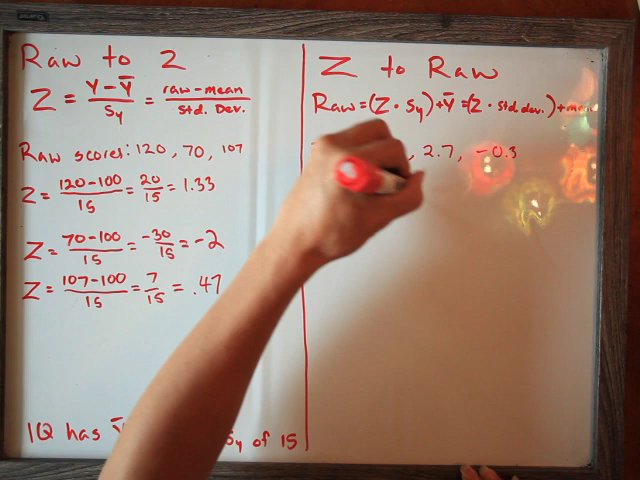 Raw to Z
Z = Y-Ȳ / Sy = raw-mean / Std. Dev.
Raw scores: 120, 70, 107
Z = 120-100 / 15 = 20 / 15 = 1.33
Z = 70-100 / 15 = -30 / 15 = -2
Z = 107-100 / 15 = 7 / 15 = .47
IQ has Ȳ Sy of 15
Z to Raw
Raw = (Z · Sy) + Ȳ = (Z · std. dev.) +
, 2.7, -0.3